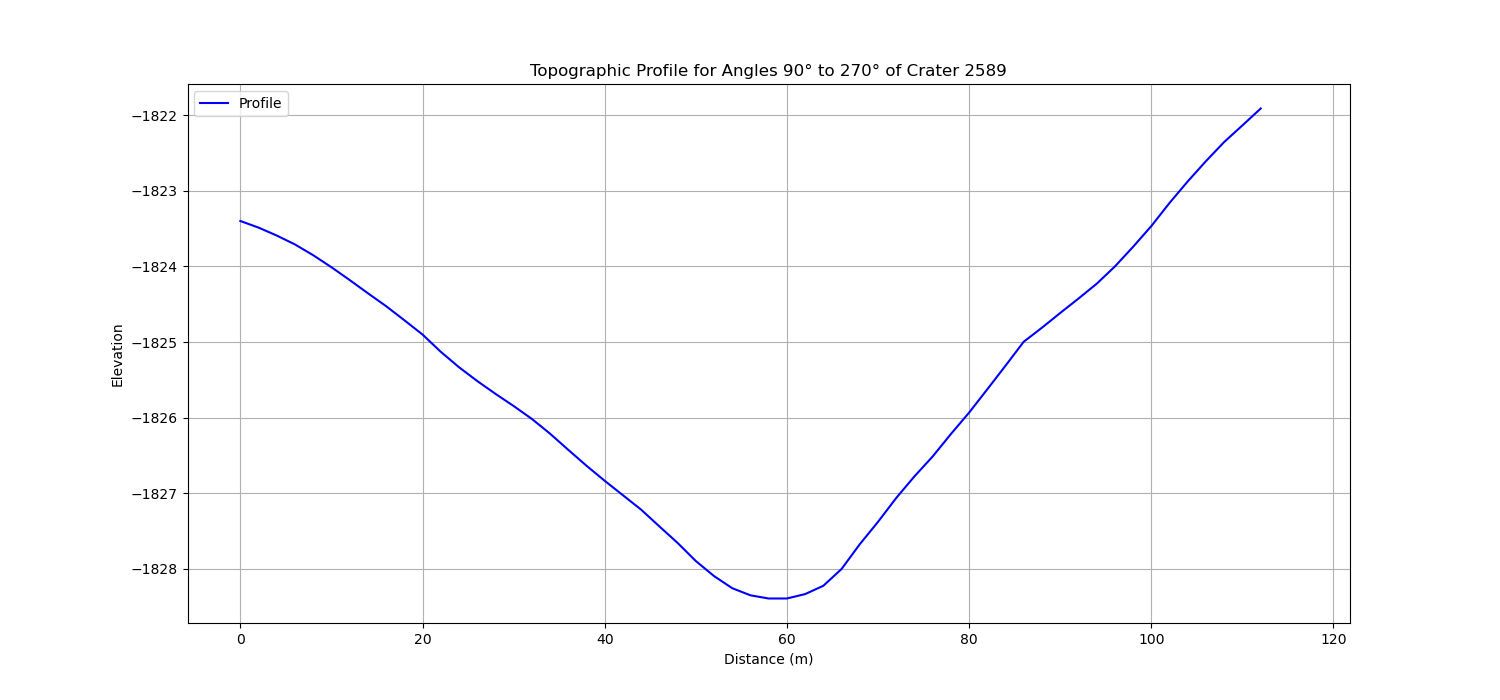 Topographic Profile for Angles 90° to 270° of Crater 2589
Profile
−1822
−1823
−1824
−1825
−1826
−1827
−1828
Elevation
0 20 40 60 80 100 120
Distance (m)